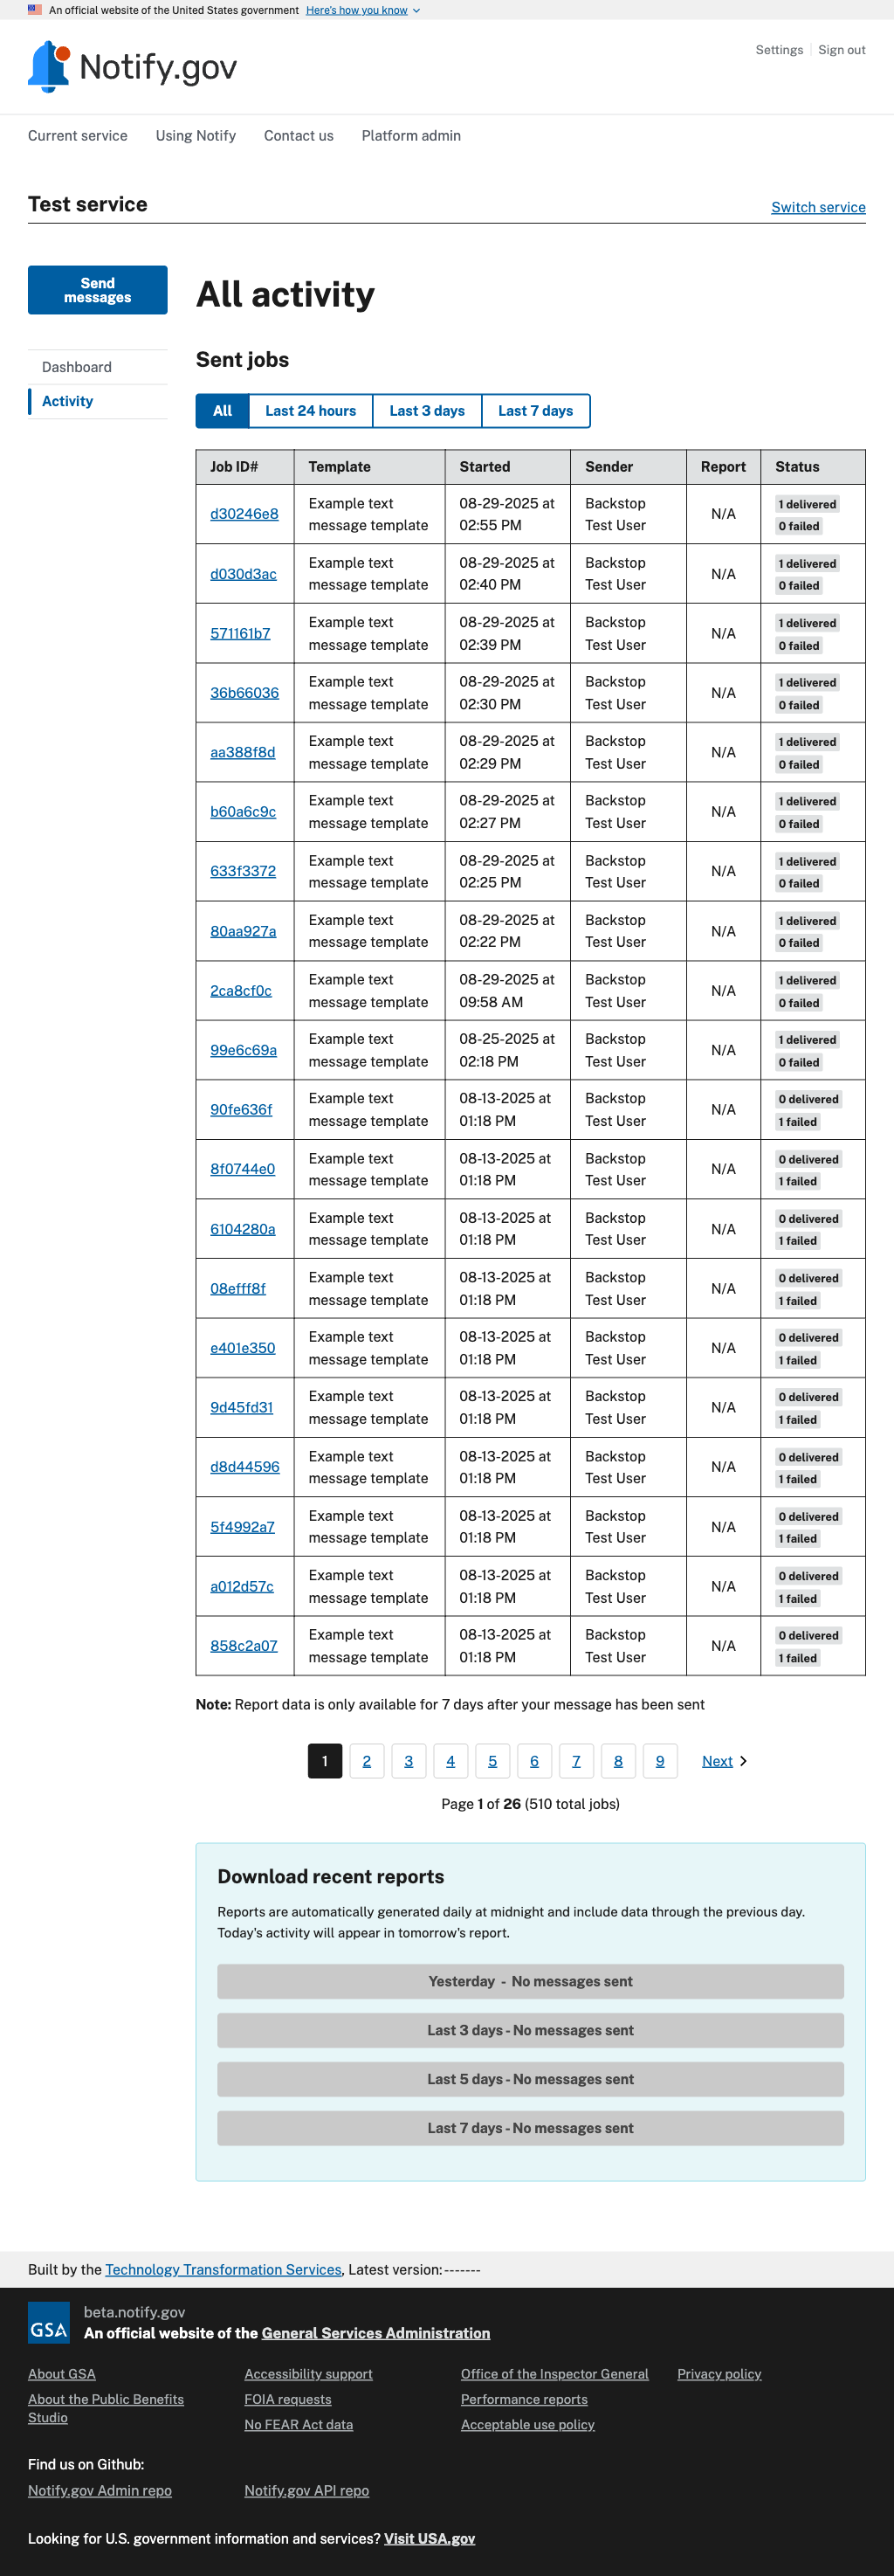 An official website of the United States government Here's how you know
Notify.gov
Settings Sign out
Current service Using Notify Contact us Platform admin
Test service
Switch service
Send
messages
Dashboard
Activity
All activity
Sent jobs
All Last 24 hours Last 3 days Last 7 days
Job ID# Template Started Sender Report Status
d30246e8 Example text message template 08-29-2025 at 02:55 PM Backstop Test User N/A 1 delivered 0 failed
d030d3ac Example text message template 08-29-2025 at 02:40 PM Backstop Test User N/A 1 delivered 0 failed
571161b7 Example text message template 08-29-2025 at 02:39 PM Backstop Test User N/A 1 delivered 0 failed
36b66036 Example text message template 08-29-2025 at 02:30 PM Backstop Test User N/A 1 delivered 0 failed
aa388f8d Example text message template 08-29-2025 at 02:29 PM Backstop Test User N/A 1 delivered 0 failed
b60a6c9c Example text message template 08-29-2025 at 02:27 PM Backstop Test User N/A 1 delivered 0 failed
633f3372 Example text message template 08-29-2025 at 02:25 PM Backstop Test User N/A 1 delivered 0 failed
80aa927a Example text message template 08-29-2025 at 02:22 PM Backstop Test User N/A 1 delivered 0 failed
2ca8cf0c Example text message template 08-29-2025 at 09:58 AM Backstop Test User N/A 1 delivered 0 failed
99e6c69a Example text message template 08-25-2025 at 02:18 PM Backstop Test User N/A 1 delivered 0 failed
90fe636f Example text message template 08-13-2025 at 01:18 PM Backstop Test User N/A 0 delivered 1 failed
8f0744e0 Example text message template 08-13-2025 at 01:18 PM Backstop Test User N/A 0 delivered 1 failed
6104280a Example text message template 08-13-2025 at 01:18 PM Backstop Test User N/A 0 delivered 1 failed
08efff8f Example text message template 08-13-2025 at 01:18 PM Backstop Test User N/A 0 delivered 1 failed
e401e350 Example text message template 08-13-2025 at 01:18 PM Backstop Test User N/A 0 delivered 1 failed
9d45fd31 Example text message template 08-13-2025 at 01:18 PM Backstop Test User N/A 0 delivered 1 failed
d8d44596 Example text message template 08-13-2025 at 01:18 PM Backstop Test User N/A 0 delivered 1 failed
5f4992a7 Example text message template 08-13-2025 at 01:18 PM Backstop Test User N/A 0 delivered 1 failed
a012d57c Example text message template 08-13-2025 at 01:18 PM Backstop Test User N/A 0 delivered 1 failed
858c2a07 Example text message template 08-13-2025 at 01:18 PM Backstop Test User N/A 0 delivered 1 failed
Note: Report data is only available for 7 days after your message has been sent
1 2 3 4 5 6 7 8 9 Next
Page 1 of 26 (510 total jobs)
Download recent reports
Reports are automatically generated daily at midnight and include data through the previous day.
Today's activity will appear in tomorrow's report.
Yesterday - No messages sent
Last 3 days - No messages sent
Last 5 days - No messages sent
Last 7 days - No messages sent
Built by the Technology Transformation Services, Latest version: -------
GSA
beta.notify.gov
An official website of the General Services Administration
About GSA
About the Public Benefits
Studio
Accessibility support
FOIA requests
No FEAR Act data
Office of the Inspector General
Performance reports
Acceptable use policy
Privacy policy
Find us on Github:
Notify.gov Admin repo Notify.gov API repo
Looking for U.S. government information and services? Visit USA.gov